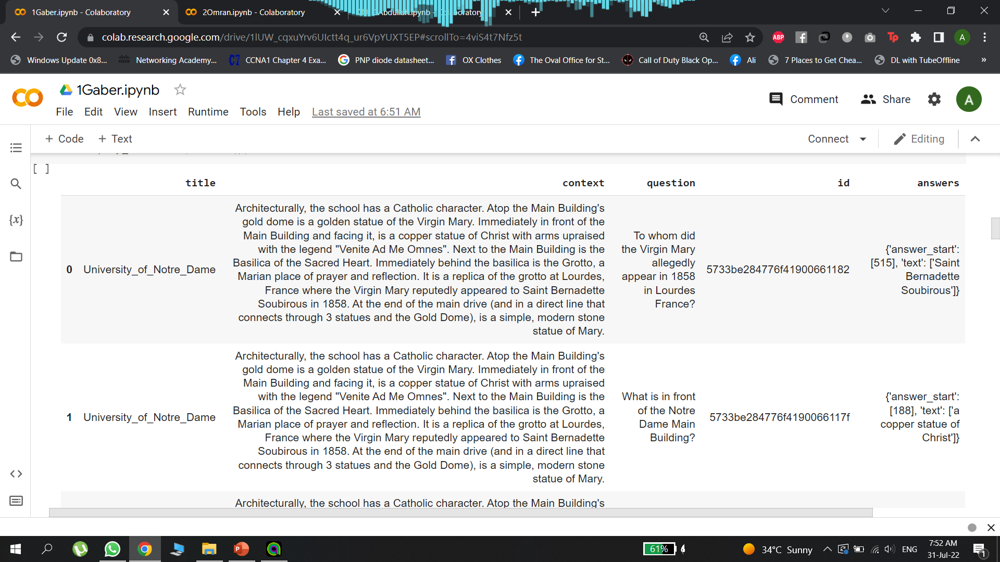 1Gaber.ipynb - Colaboratory
2Omran.ipynb - Colaboratory
colab.research.google.com/drive/1lUW_cqxuYrv6UIctt4q_ur6VpYUXT5EP#scrollTo=4viS4t7Nfz5t
ABP
Tp
A
Windows Update 0x8...
Networking Academy...
CCNA1 Chapter 4 Exa...
PNP diode datasheet...
OX Clothes
The Oval Office for St...
Call of Duty Black Op...
Ali
7 Places to Get Chea...
DL with TubeOffline
»
1Gaber.ipynb
Comment
Share
A
File Edit View Insert Runtime Tools Help Last saved at 6:51 AM
+ Code + Text
Connect
Editing
[ ]
title context question id answers
0
University_of_Notre_Dame
Architecturally, the school has a Catholic character. Atop the Main Building's
gold dome is a golden statue of the Virgin Mary. Immediately in front of the
Main Building and facing it, is a copper statue of Christ with arms upraised
with the legend "Venite Ad Me Omnes". Next to the Main Building is the
Basilica of the Sacred Heart. Immediately behind the basilica is the Grotto, a
Marian place of prayer and reflection. It is a replica of the grotto at Lourdes,
France where the Virgin Mary reputedly appeared to Saint Bernadette
Soubirous in 1858. At the end of the main drive (and in a direct line that
connects through 3 statues and the Gold Dome), is a simple, modern stone
statue of Mary.
To whom did
the Virgin Mary
allegedly
appear in 1858
in Lourdes
France?
5733be284776f41900661182
{'answer_start':
[515], 'text': ['Saint
Bernadette
Soubirous']}
1
University_of_Notre_Dame
Architecturally, the school has a Catholic character. Atop the Main Building's
gold dome is a golden statue of the Virgin Mary. Immediately in front of the
Main Building and facing it, is a copper statue of Christ with arms upraised
with the legend "Venite Ad Me Omnes". Next to the Main Building is the
Basilica of the Sacred Heart. Immediately behind the basilica is the Grotto, a
Marian place of prayer and reflection. It is a replica of the grotto at Lourdes,
France where the Virgin Mary reputedly appeared to Saint Bernadette
Soubirous in 1858. At the end of the main drive (and in a direct line that
connects through 3 statues and the Gold Dome), is a simple, modern stone
statue of Mary.
What is in front
of the Notre
Dame Main
Building?
5733be284776f4190066117f
{'answer_start':
[188], 'text': ['a
copper statue of
Christ']}
Architecturally, the school has a Catholic character. Atop the Main Building's
61%
34°C Sunny
ENG
7:52 AM
31-Jul-22
1